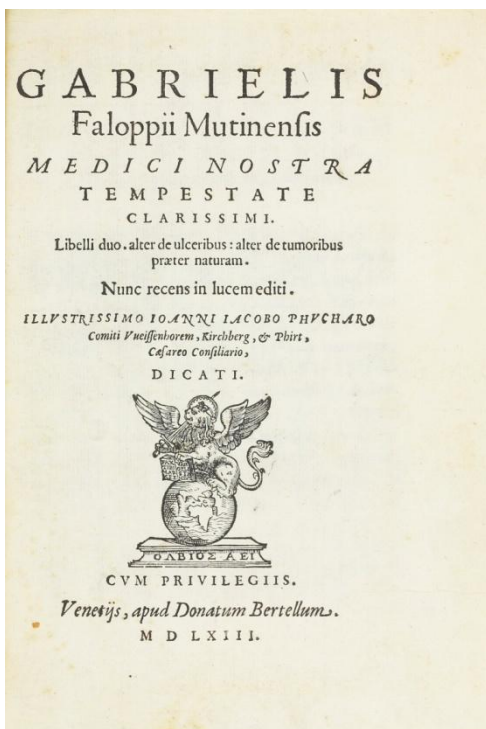 GABRIELIS
Faloppii Mutinenſis
MEDICI NOSTRA
TEMPESTATE
CLARISSIMI.
Libelli duo. alter de ulceribus: alter de tumoribus
præter naturam.
Nunc recens in lucem editi.
ILLVSTRISSIMO IOANNI IACOBO PHVCHARO
Comiti Vueiſſenhorem, Kirchberg, & Phirt,
Cæſareo Conſiliario,
DICATI.
ΟΛΒΙΟΣ ΑΕΙ
CVM PRIVILEGIIS.
Venetijs, apud Donatum Bertellum.
M D LXIII.